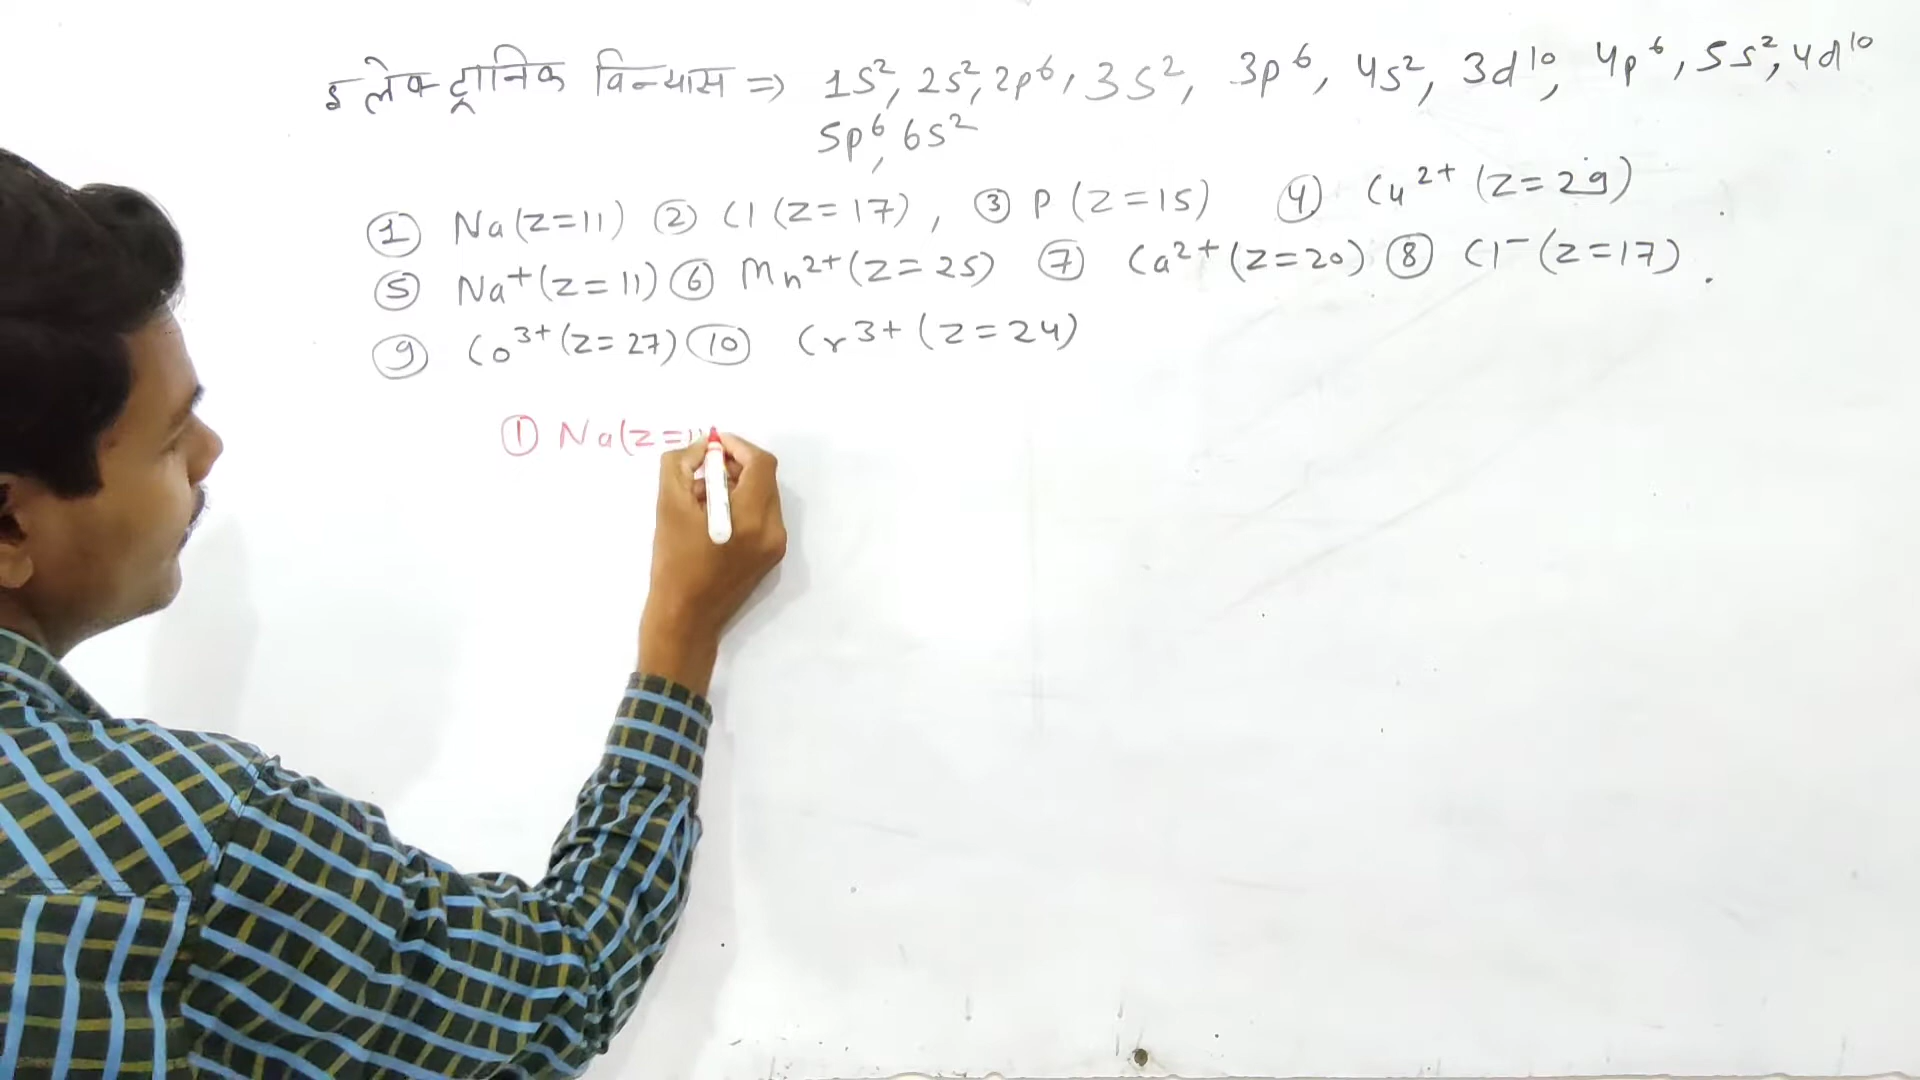 इलेक्ट्रानिक विन्यास => 1s², 2s², 2p⁶, 3s², 3p⁶, 4s², 3d¹⁰, 4p⁶, 5s², 4d¹⁰
5p⁶, 6s²
① Na(z=11) ② Cl(z=17), ③ P(z=15) ④ Cu²⁺(z=29)
⑤ Na⁺(z=11) ⑥ Mn²⁺(z=25) ⑦ Ca²⁺(z=20) ⑧ Cl⁻(z=17).
⑨ Co³⁺(z=27) ⑩ Cr³⁺(z=24)
① Na(z=11